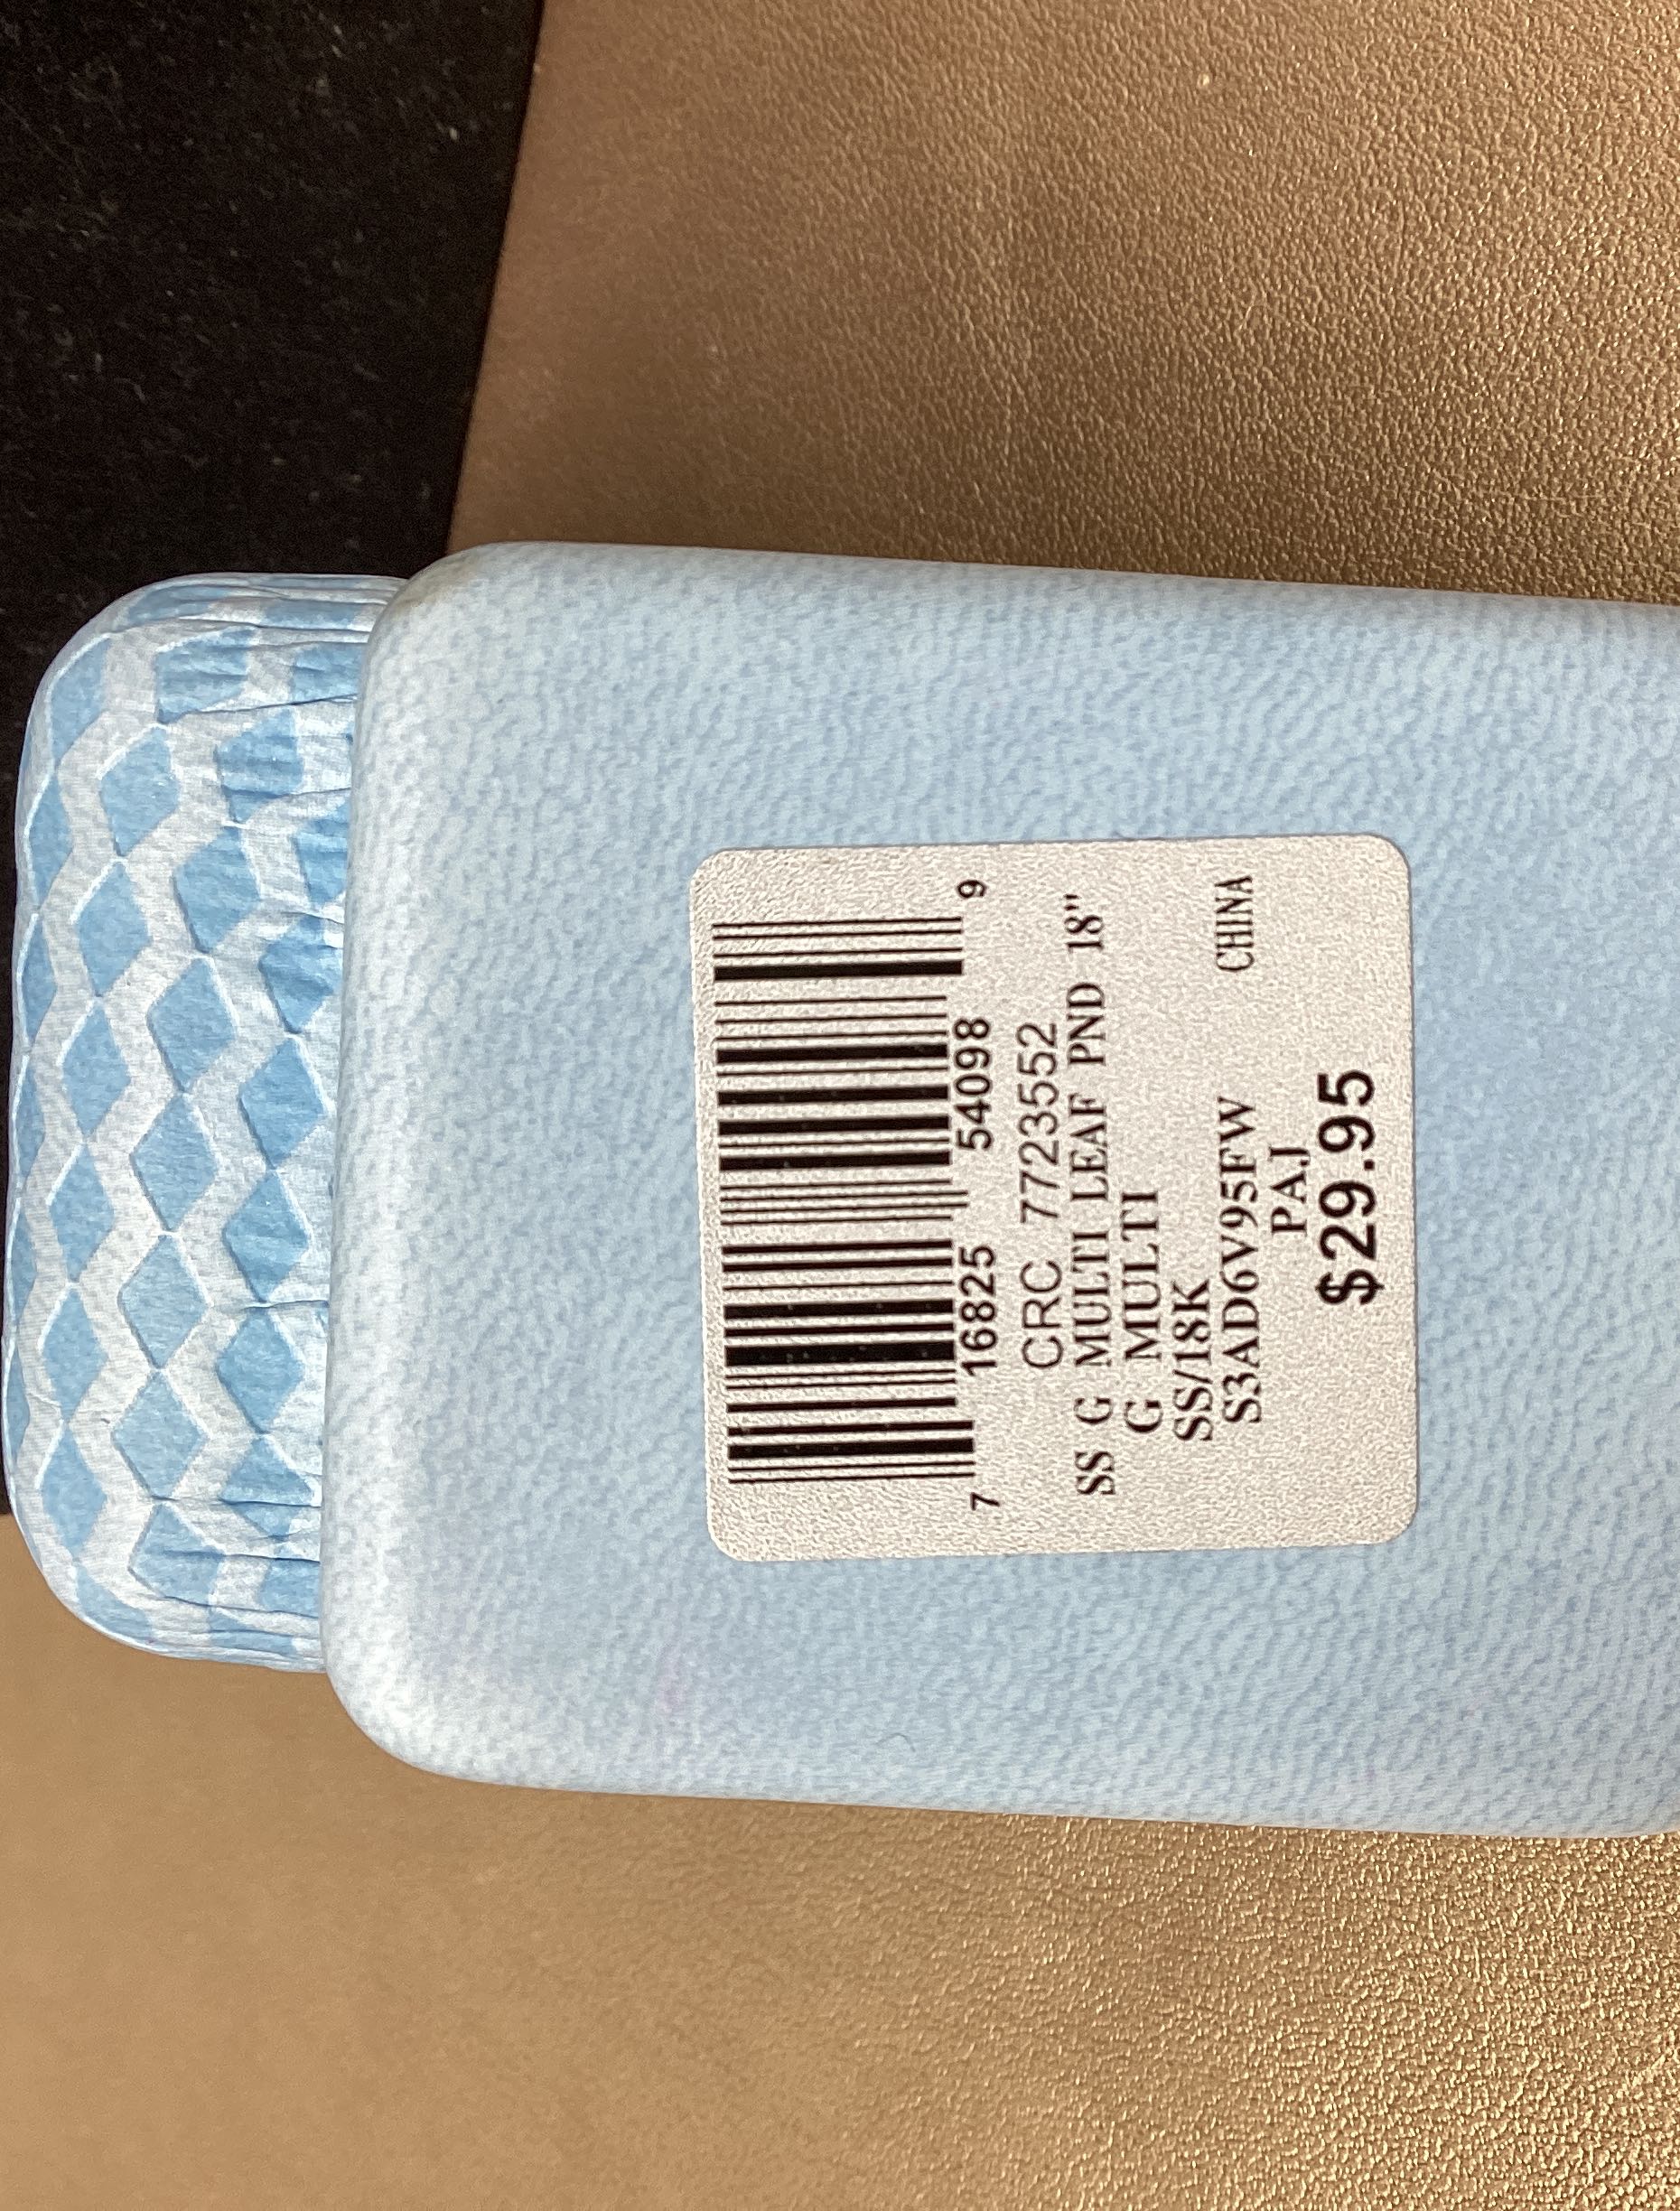 7 16825 54098 9
CRC 7723552
SS G MULTI LEAF PND 18"
G MULTI
SS/18K
S3AD6V95FW CHINA
PAJ
$29.95